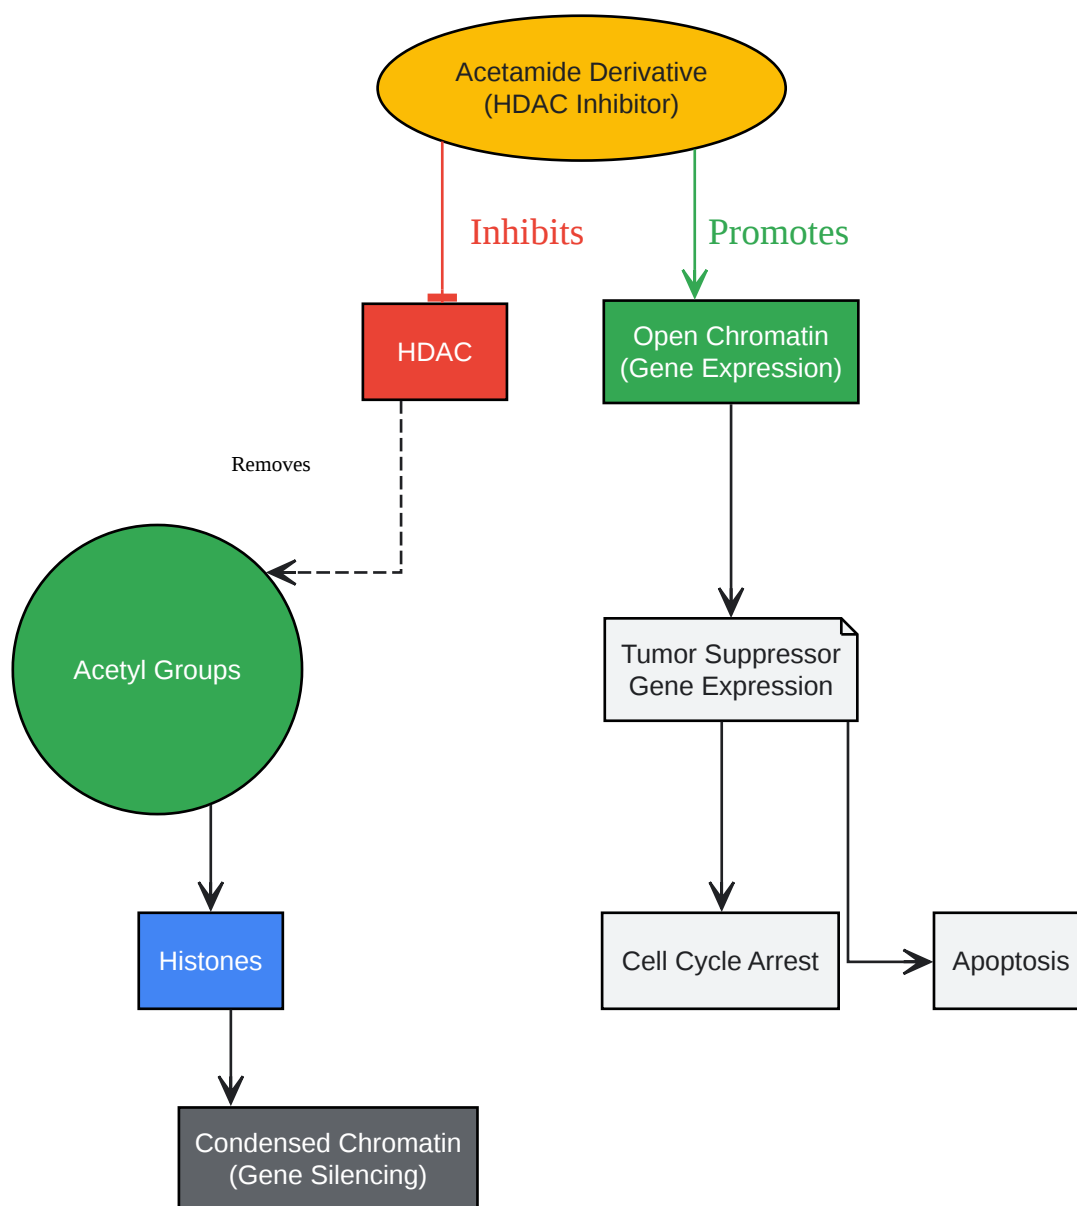 Acetamide Derivative
(HDAC Inhibitor)
Inhibits
Promotes
HDAC
Open Chromatin
(Gene Expression)
Removes
Tumor Suppressor
Gene Expression
Acetyl Groups
Histones
Cell Cycle Arrest
Apoptosis
Condensed Chromatin
(Gene Silencing)